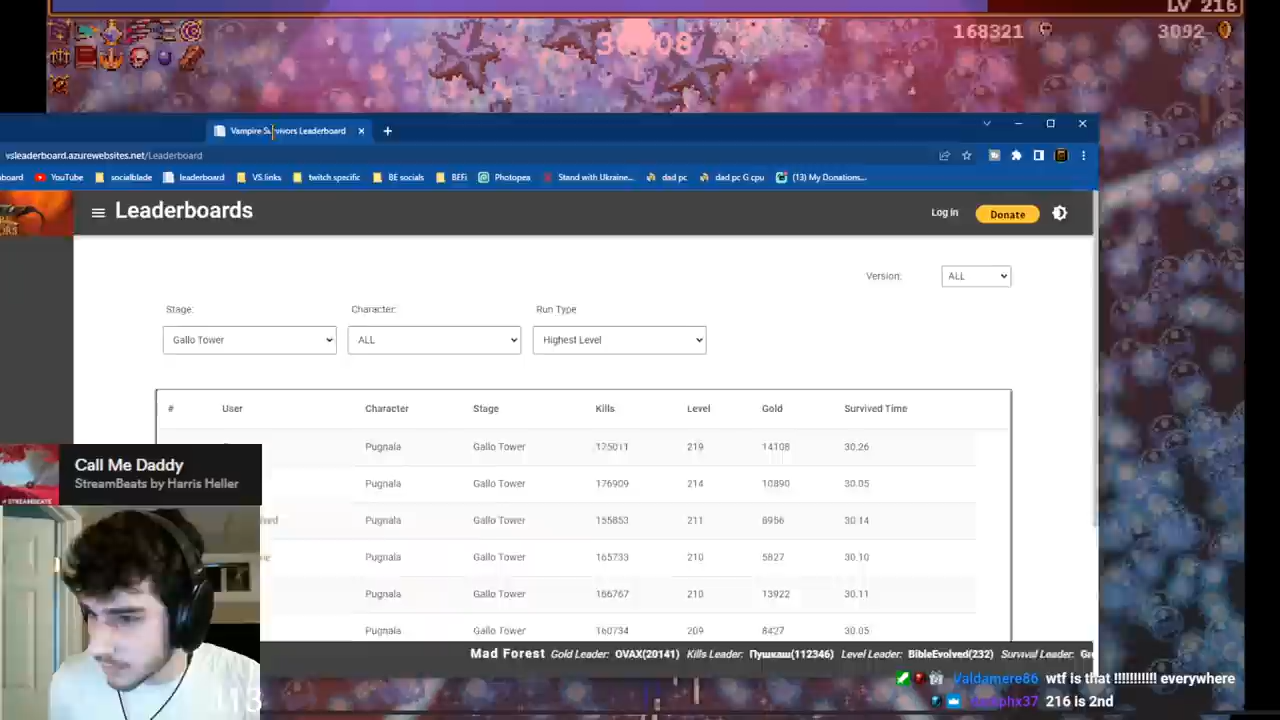 LV 216
30:08
168321
3092
Vampire Survivors Leaderboard
vsleaderboard.azurewebsites.net/Leaderboard
board YouTube socialblade leaderboard VS.links twitch specific BE socials BEFi Photopea Stand with Ukraine... dad pc dad pc G cpu (13) My Donations...
Leaderboards
Log in
Donate
Version: ALL
Stage: Character: Run Type
Gallo Tower ALL Highest Level
# User Character Stage Kills Level Gold Survived Time
Pugnala Gallo Tower 219 14108 30.26
Pugnala Gallo Tower 176909 214 10890 30.05
Pugnala Gallo Tower 155853 211 8956 30.14
Pugnala Gallo Tower 165733 210 5827 30.10
Pugnala Gallo Tower 166767 210 13922 30.11
Pugnala Gallo Tower 160734 209 8427 30.05
Call Me Daddy
StreamBeats by Harris Heller
Mad Forest Gold Leader: OVAX(20141) Kills Leader: Пушкаш(112346) Level Leader: BibleEvolved(232) Survival Leader: Gr
Valdamere86 wtf is that !!!!!!!!!!! everywhere
216 is 2nd
113